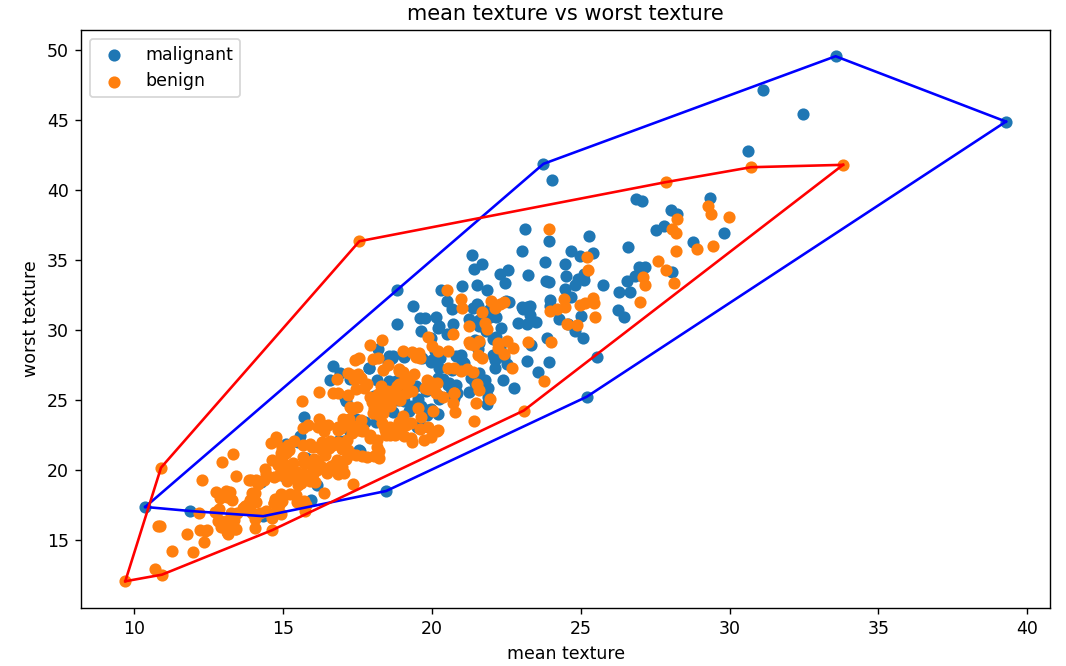 mean texture vs worst texture
malignant
benign
50
45
40
35
30
25
20
15
worst texture
10 15 20 25 30 35 40
mean texture